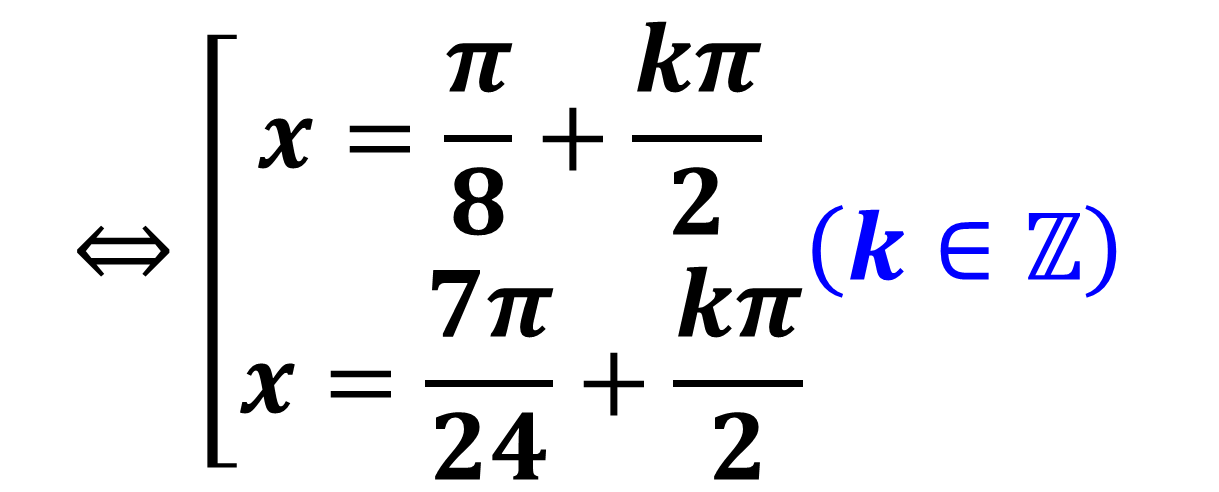 ⇔ [ x = π/8 + kπ/2
x = 7π/24 + kπ/2 (k ∈ ℤ)